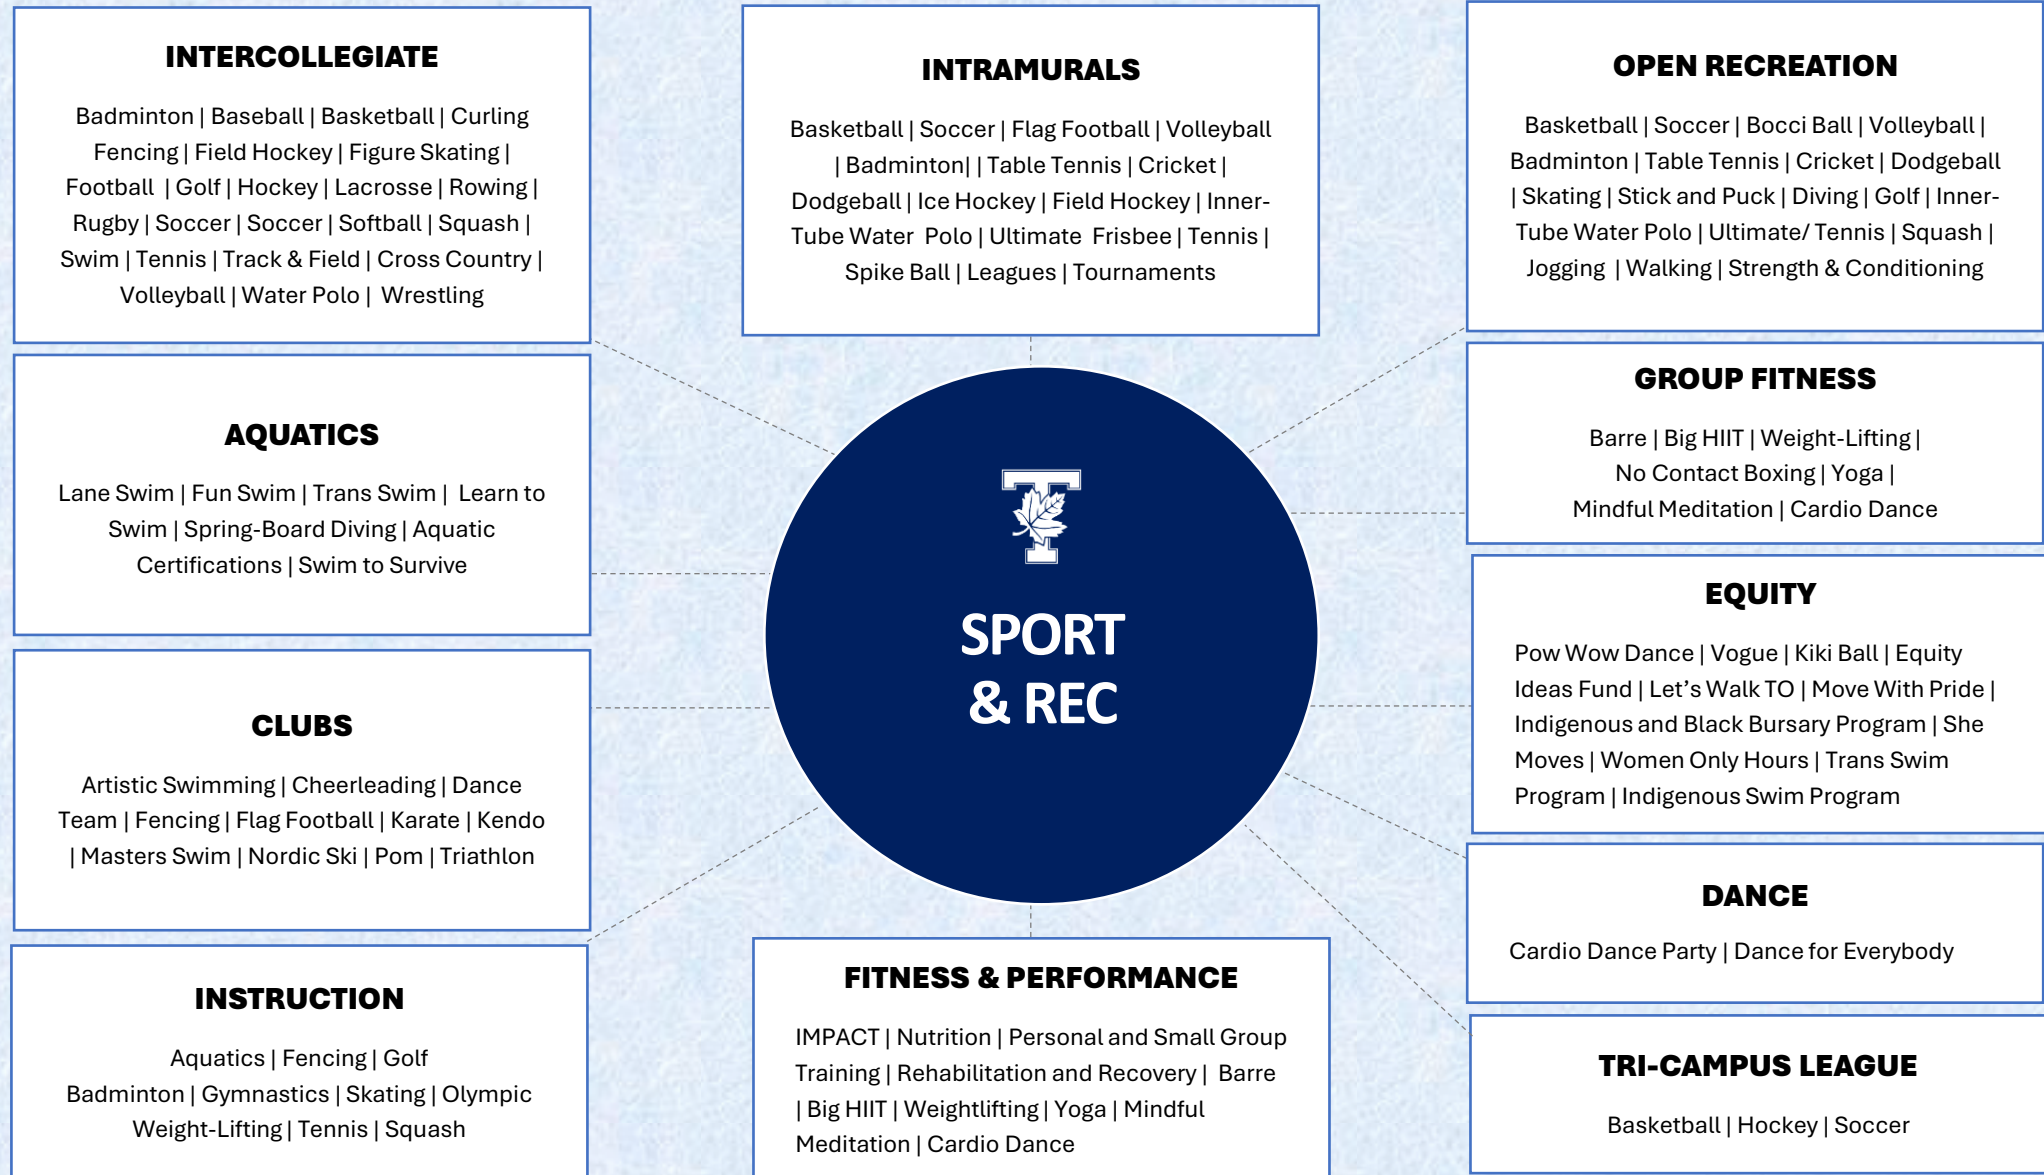 INTERCOLLEGIATE
Badminton | Baseball | Basketball | Curling
Fencing | Field Hockey | Figure Skating |
Football | Golf | Hockey | Lacrosse | Rowing |
Rugby | Soccer | Soccer | Softball | Squash |
Swim | Tennis | Track & Field | Cross Country |
Volleyball | Water Polo | Wrestling
INTRAMURALS
Basketball | Soccer | Flag Football | Volleyball
| Badminton| | Table Tennis | Cricket |
Dodgeball | Ice Hockey | Field Hockey | Inner-
Tube Water Polo | Ultimate Frisbee | Tennis |
Spike Ball | Leagues | Tournaments
OPEN RECREATION
Basketball | Soccer | Bocci Ball | Volleyball |
Badminton | Table Tennis | Cricket | Dodgeball
| Skating | Stick and Puck | Diving | Golf | Inner-
Tube Water Polo | Ultimate/ Tennis | Squash |
Jogging | Walking | Strength & Conditioning
AQUATICS
Lane Swim | Fun Swim | Trans Swim | Learn to
Swim | Spring-Board Diving | Aquatic
Certifications | Swim to Survive
T
SPORT
& REC
GROUP FITNESS
Barre | Big HIIT | Weight-Lifting |
No Contact Boxing | Yoga |
Mindful Meditation | Cardio Dance
EQUITY
Pow Wow Dance | Vogue | Kiki Ball | Equity
Ideas Fund | Let’s Walk TO | Move With Pride |
Indigenous and Black Bursary Program | She
Moves | Women Only Hours | Trans Swim
Program | Indigenous Swim Program
CLUBS
Artistic Swimming | Cheerleading | Dance
Team | Fencing | Flag Football | Karate | Kendo
| Masters Swim | Nordic Ski | Pom | Triathlon
DANCE
Cardio Dance Party | Dance for Everybody
INSTRUCTION
Aquatics | Fencing | Golf
Badminton | Gymnastics | Skating | Olympic
Weight-Lifting | Tennis | Squash
FITNESS & PERFORMANCE
IMPACT | Nutrition | Personal and Small Group
Training | Rehabilitation and Recovery | Barre
| Big HIIT | Weightlifting | Yoga | Mindful
Meditation | Cardio Dance
TRI-CAMPUS LEAGUE
Basketball | Hockey | Soccer